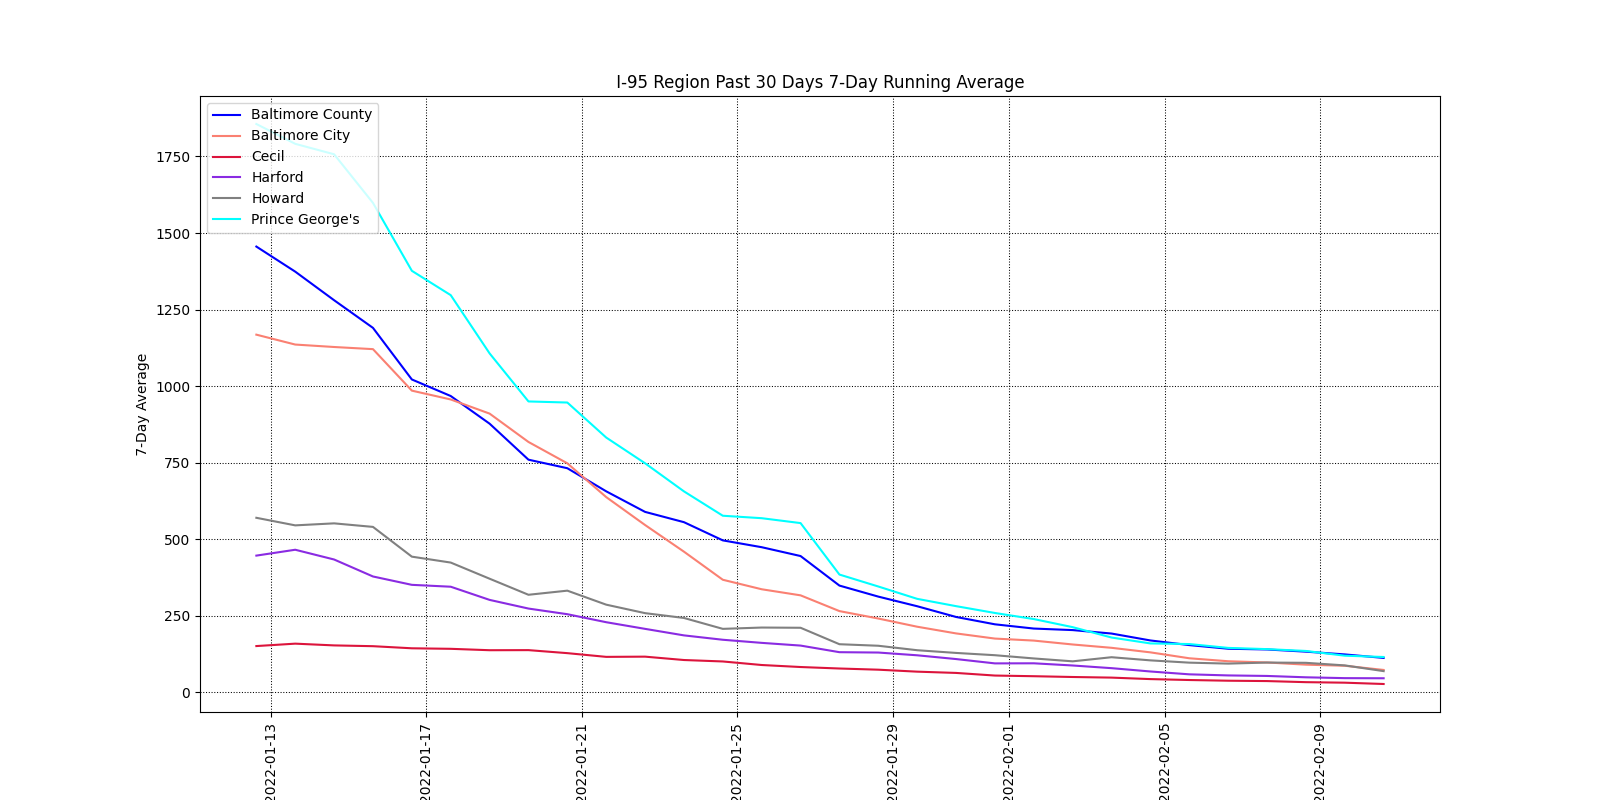 I-95 Region Past 30 Days 7-Day Running Average
Baltimore County
Baltimore City
Cecil
Harford
Howard
Prince George's
7-Day Average
1750
1500
1250
1000
750
500
250
0
2022-01-13
2022-01-17
2022-01-21
2022-01-25
2022-01-29
2022-02-01
2022-02-05
2022-02-09